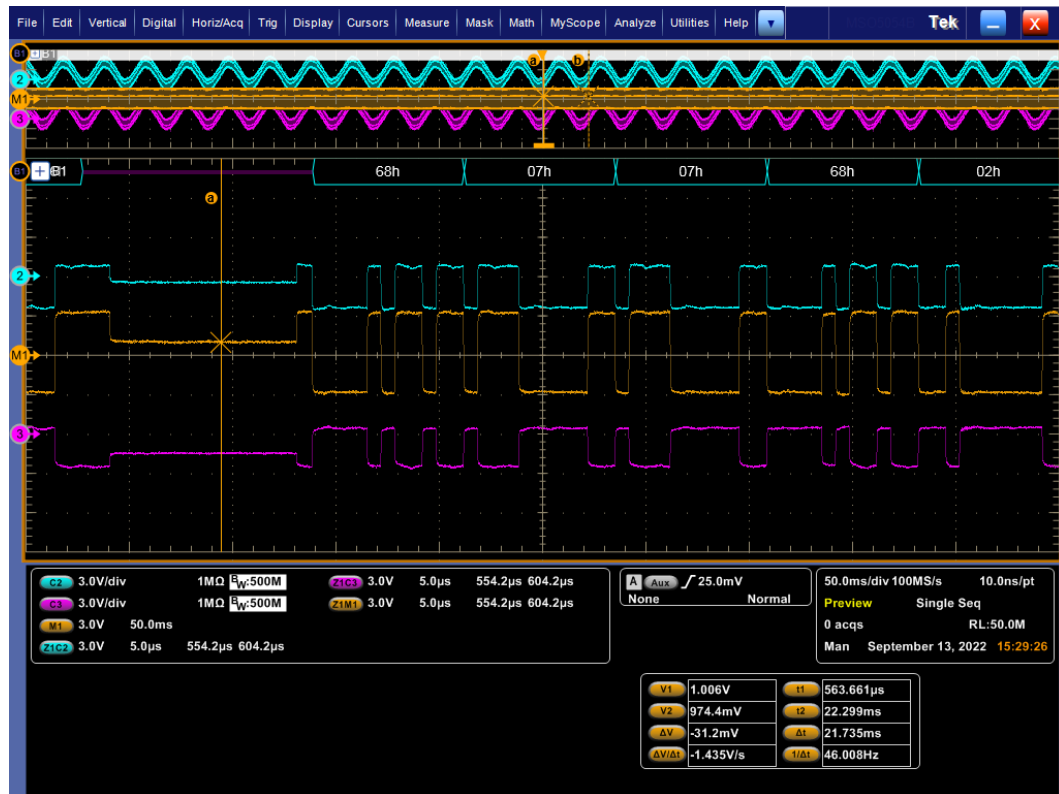 File Edit Vertical Digital Horiz/Acq Trig Display Cursors Measure Mask Math MyScope Analyze Utilities Help Tek X
B1 B1
a b
2
M1
3
B1 B1 68h 07h 07h 68h 02h
a
2
M1
3
C2 3.0V/div 1MΩ BW:500M Z1C3 3.0V 5.0µs 554.2µs 604.2µs
C3 3.0V/div 1MΩ BW:500M Z1M1 3.0V 5.0µs 554.2µs 604.2µs
M1 3.0V 50.0ms
Z1C2 3.0V 5.0µs 554.2µs 604.2µs
A Aux 25.0mV
None Normal
50.0ms/div 100MS/s 10.0ns/pt
Preview Single Seq
0 acqs RL:50.0M
Man September 13, 2022 15:29:26
V1 1.006V t1 563.661µs
V2 974.4mV t2 22.299ms
ΔV -31.2mV Δt 21.735ms
ΔV/Δt -1.435V/s 1/Δt 46.008Hz